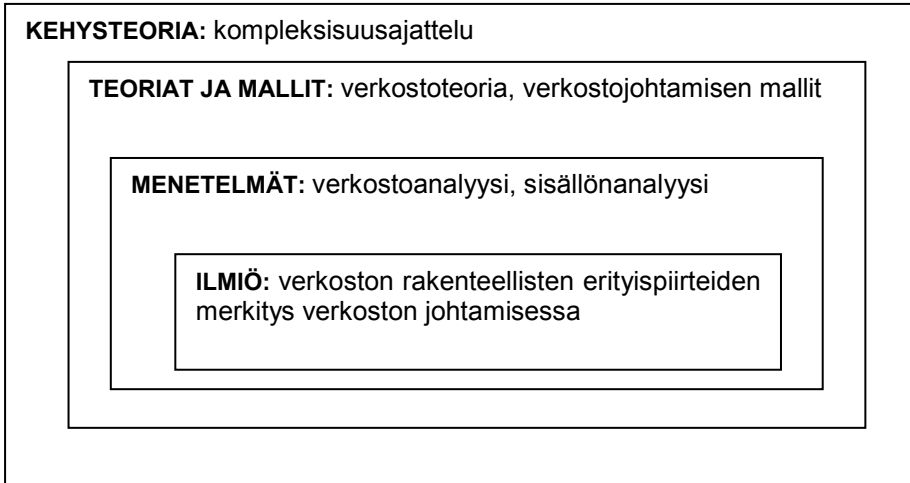 KEHYSTEORIA: kompleksisuusajattelu
TEORIAT JA MALLIT: verkostoteoria, verkostojohtamisen mallit
MENETELMÄT: verkostoanalyysi, sisällönanalyysi
ILMIÖ: verkoston rakenteellisten erityispiirteiden
merkitys verkoston johtamisessa